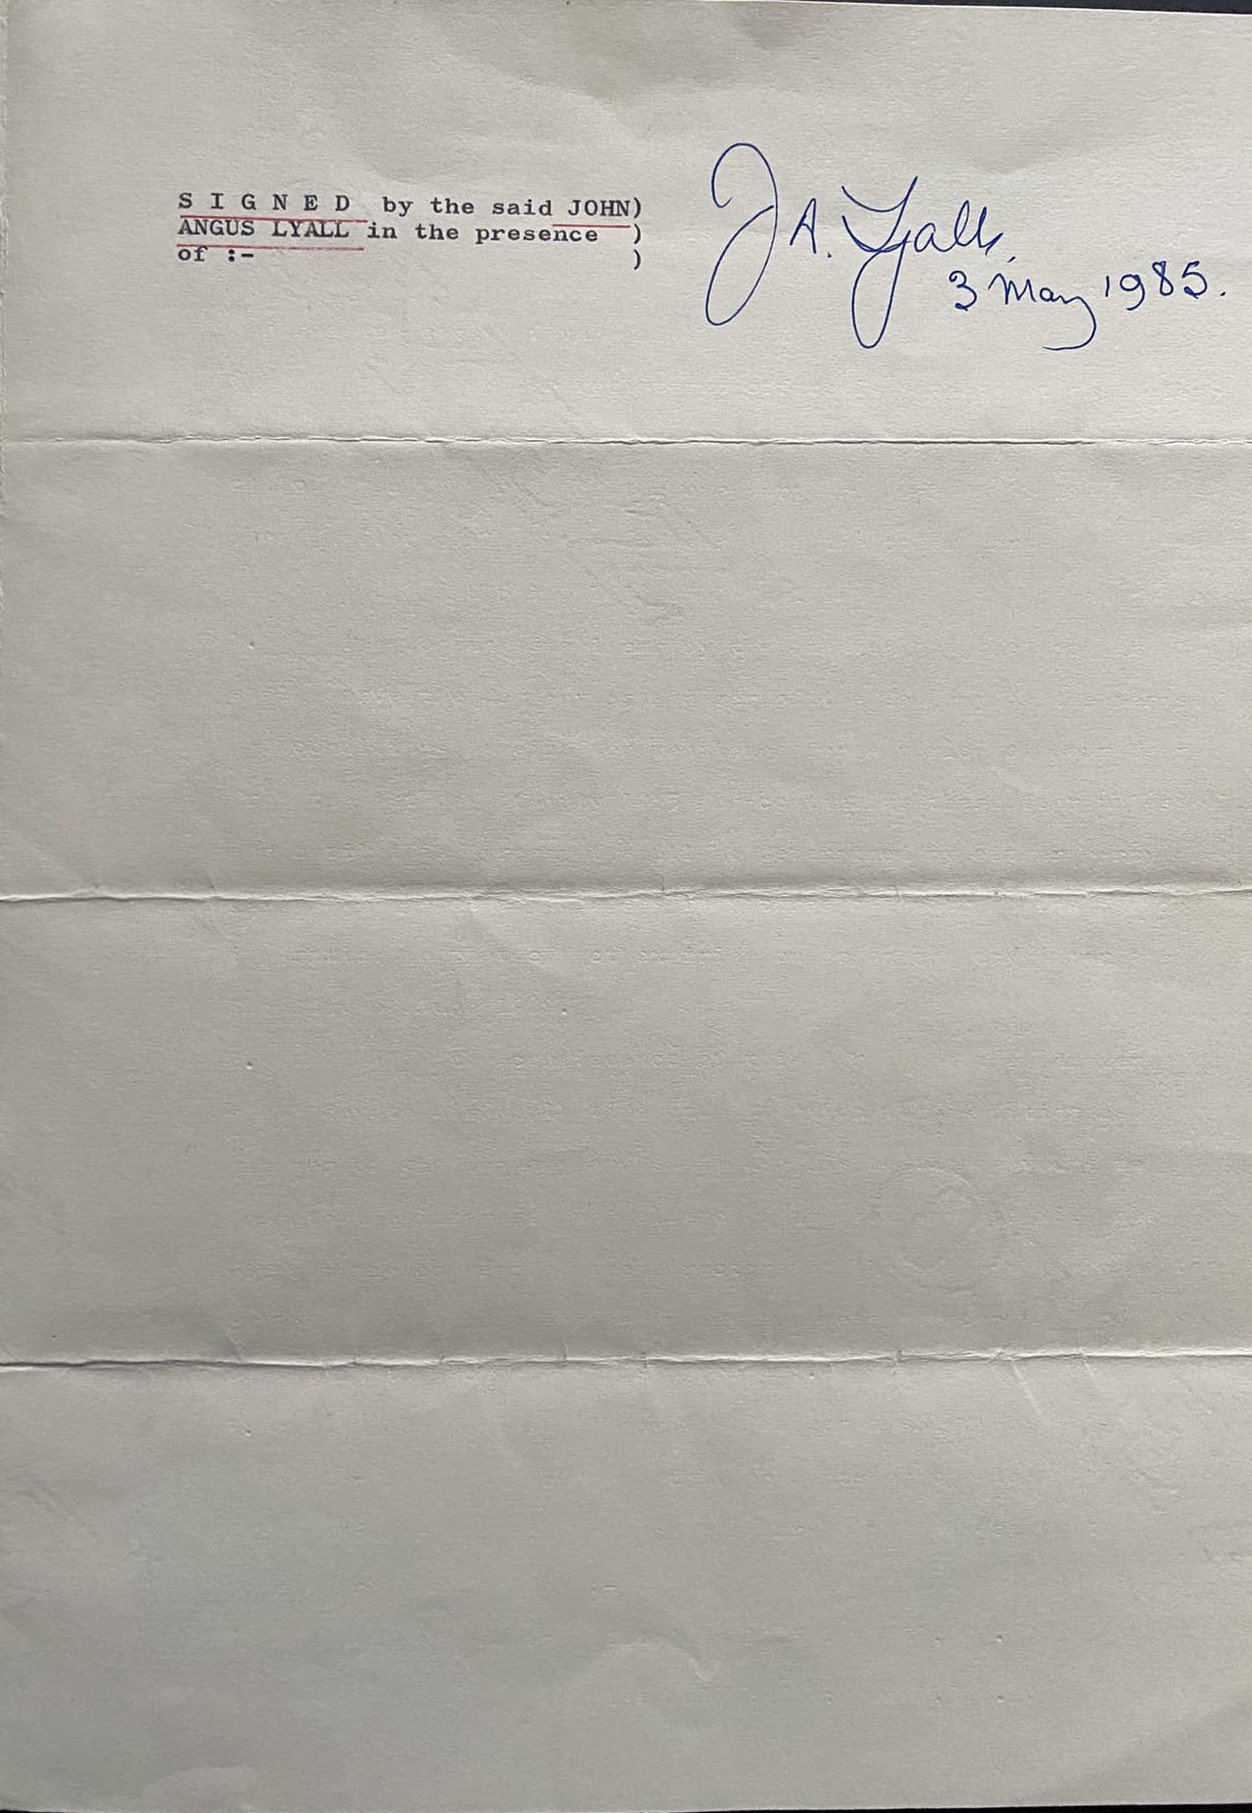 S I G N E D by the said JOHN)
ANGUS LYALL in the presence )
of :- )
J A. Lyall.
3 May 1985.